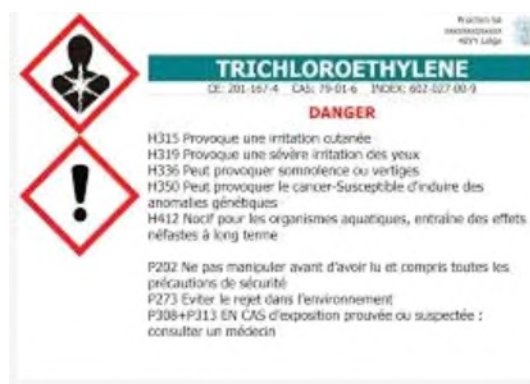 4099 Liège
TRICHLOROETHYLENE
CE: 201-167-4 CAS: 79-01-6 INDEX: 602-027-00-9
DANGER
H315 Provoque une irritation cutanée
H319 Provoque une sévère irritation des yeux
H336 Peut provoquer somnolence ou vertiges
H350 Peut provoquer le cancer-Susceptible d'induire des
anomalies génétiques
H412 Nocif pour les organismes aquatiques, entraîne des effets
néfastes à long terme
P202 Ne pas manipuler avant d'avoir lu et compris toutes les
précautions de sécurité
P273 Eviter le rejet dans l'environnement
P308+P313 EN CAS d'exposition prouvée ou suspectée :
consulter un médecin